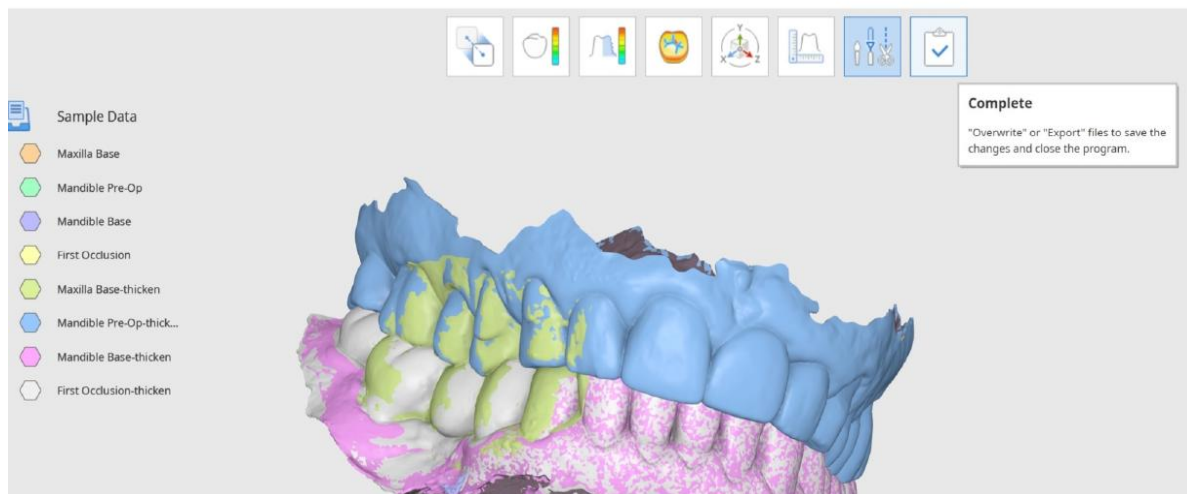 Y
X
Z
Complete
"Overwrite" or "Export" files to save the
changes and close the program.
Sample Data
Maxilla Base
Mandible Pre-Op
Mandible Base
First Occlusion
Maxilla Base-thicken
Mandible Pre-Op-thick...
Mandible Base-thicken
First Occlusion-thicken